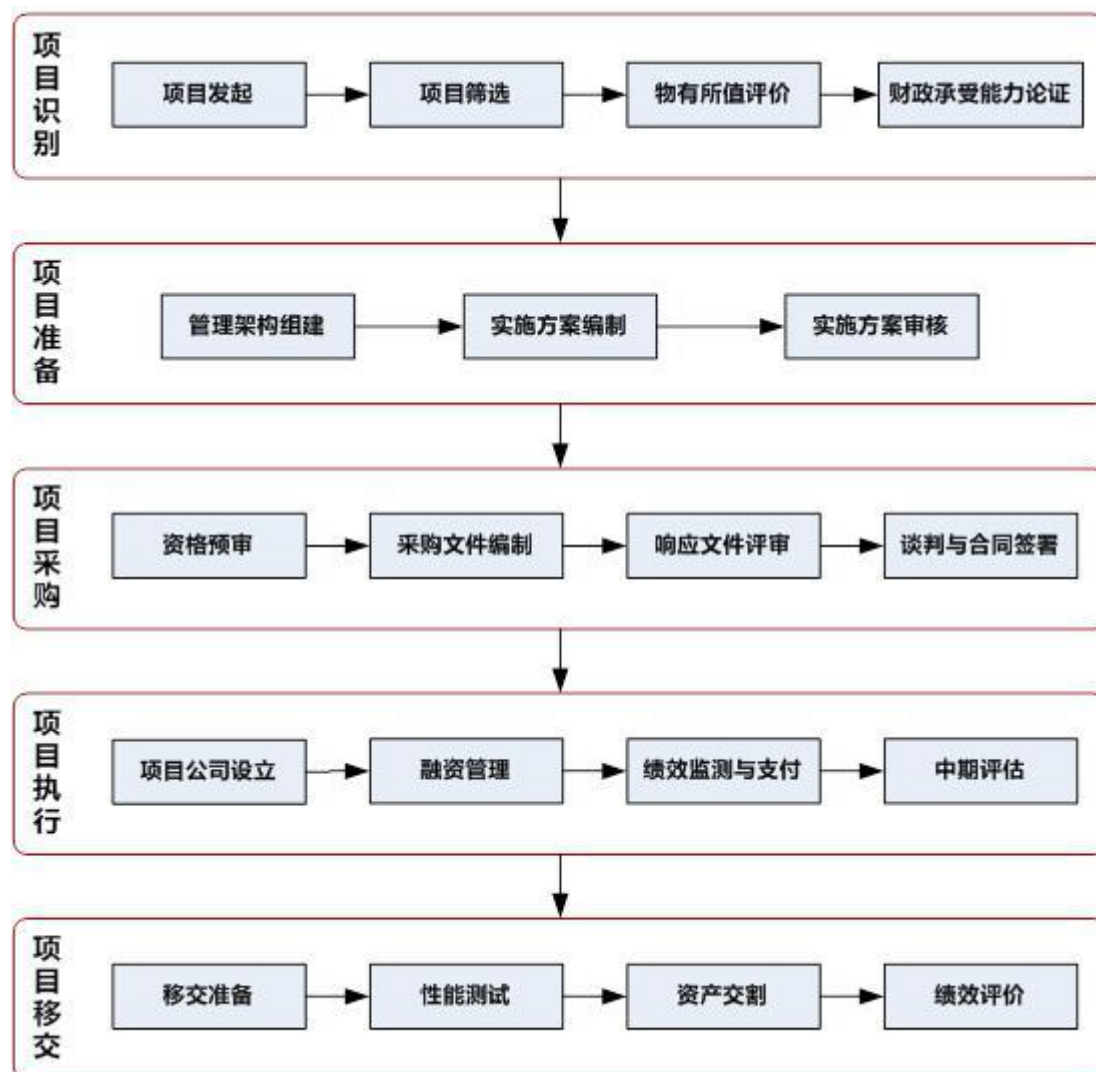 项目识别
项目发起
项目筛选
物有所值评价
财政承受能力论证
项目准备
管理架构组建
实施方案编制
实施方案审核
项目采购
资格预审
采购文件编制
响应文件评审
谈判与合同签署
项目执行
项目公司设立
融资管理
绩效监测与支付
中期评估
项目移交
移交准备
性能测试
资产交割
绩效评价